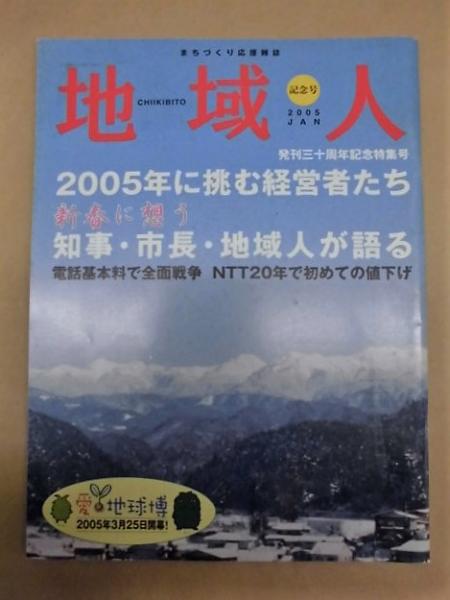 まちづくり応援雑誌
地域人
CHIIKIBITO
記念号
2005
JAN
発刊三十周年記念特集号
2005年に挑む経営者たち
新春に想う
知事・市長・地域人が語る
電話基本料で全面戦争 NTT20年で初めての値下げ
愛・地球博
2005年3月25日開幕!